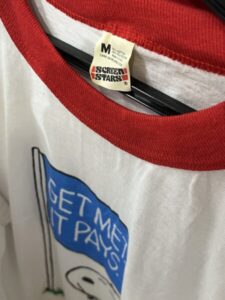 M
SCREEN
STARS
GET MET
IT PAYS.